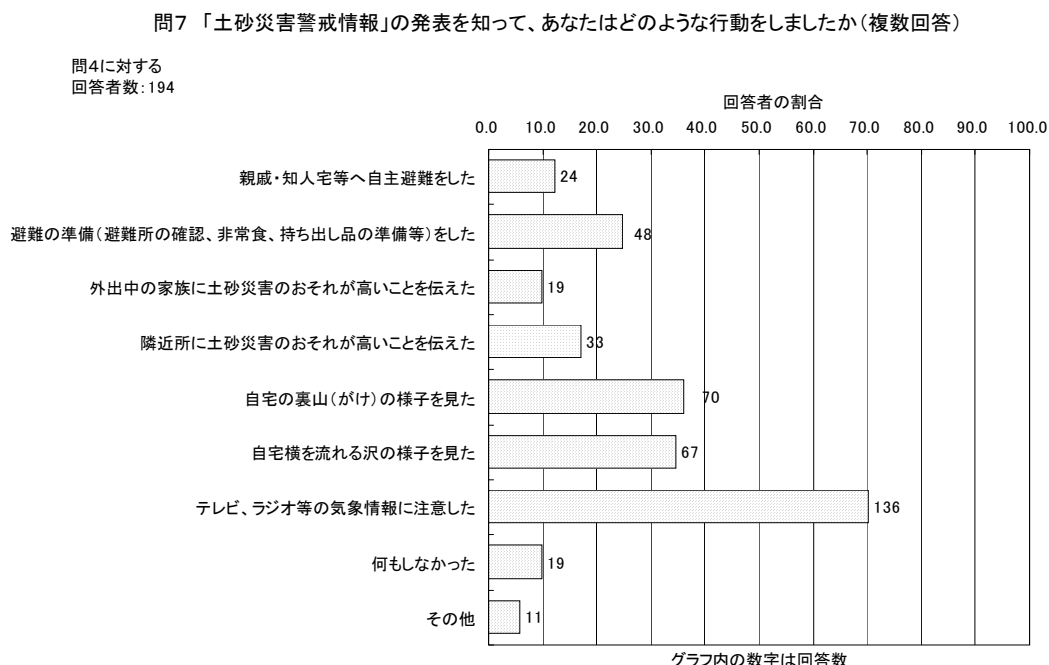 問7 「土砂災害警戒情報」の発表を知って、あなたはどのような行動をしましたか(複数回答)
問4に対する
回答者数:194
回答者の割合
0.0 10.0 20.0 30.0 40.0 50.0 60.0 70.0 80.0 90.0 100.0
親戚・知人宅等へ自主避難をした 24
避難の準備(避難所の確認、非常食、持ち出し品の準備等)をした 48
外出中の家族に土砂災害のおそれが高いことを伝えた 19
隣近所に土砂災害のおそれが高いことを伝えた 33
自宅の裏山(がけ)の様子を見た 70
自宅横を流れる沢の様子を見た 67
テレビ、ラジオ等の気象情報に注意した 136
何もしなかった 19
その他 11
グラフ内の数字は回答数